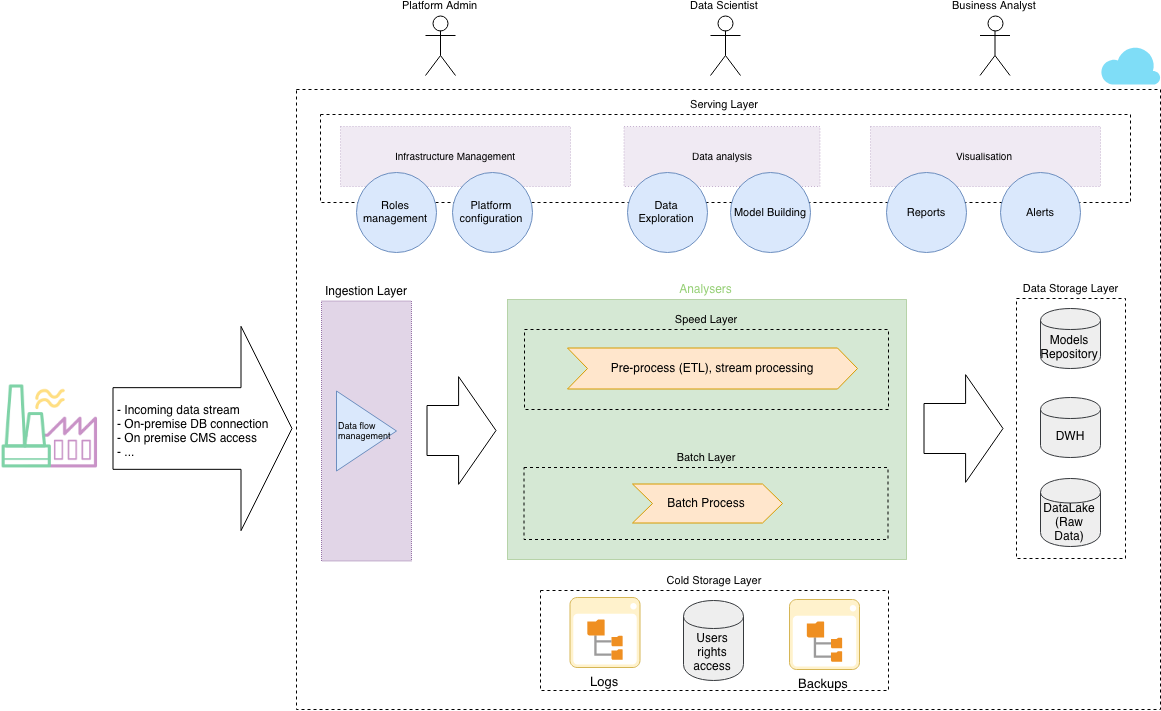 Platform Admin
Data Scientist
Business Analyst
Serving Layer
Infrastructure Management
Data analysis
Visualisation
Roles
management
Platform
configuration
Data
Exploration
Model Building
Reports
Alerts
Ingestion Layer
Analysers
Data Storage Layer
Speed Layer
Pre-process (ETL), stream processing
Models
Repository
- Incoming data stream
- On-premise DB connection
- On premise CMS access
- ...
Data flow
management
DWH
Batch Layer
Batch Process
DataLake
(Raw
Data)
Cold Storage Layer
Logs
Users
rights
access
Backups